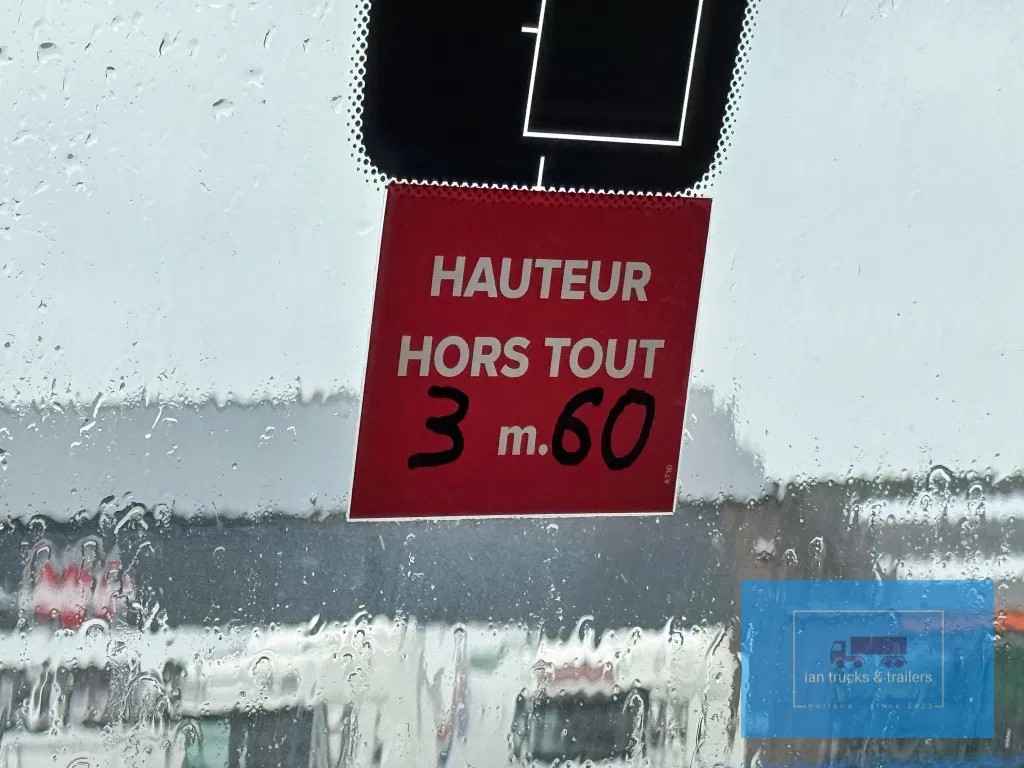 HAUTEUR
HORS TOUT
3 m.60
ian trucks & trailers